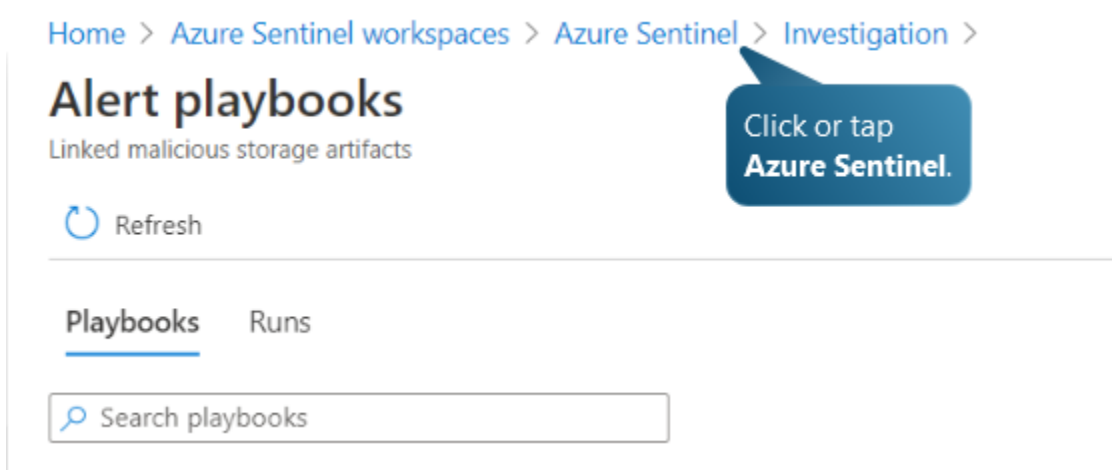 Home > Azure Sentinel workspaces > Azure Sentinel > Investigation >
Alert playbooks
Linked malicious storage artifacts
Click or tap
Azure Sentinel.
Refresh
Playbooks Runs
Search playbooks